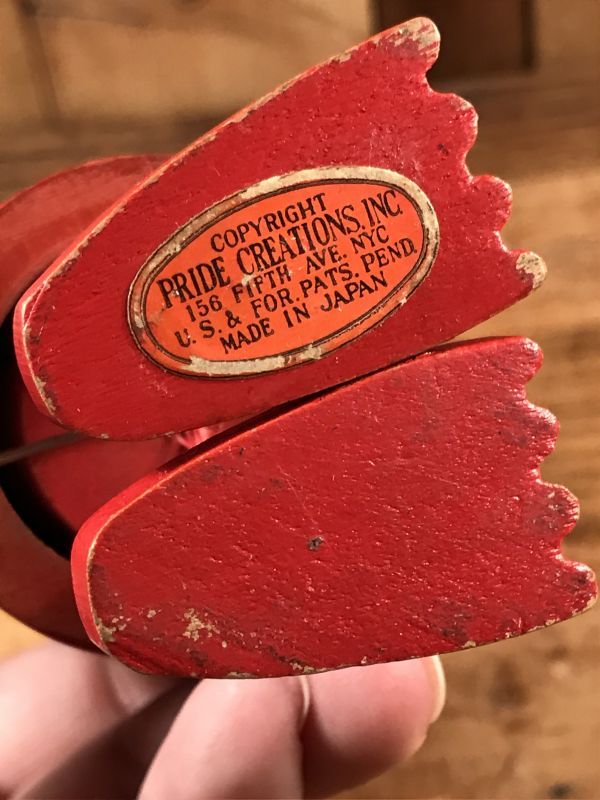 COPYRIGHT
PRIDE CREATIONS, INC.
156 FIFTH AVE. NYC
U.S. & FOR. PATS. PEND.
MADE IN JAPAN